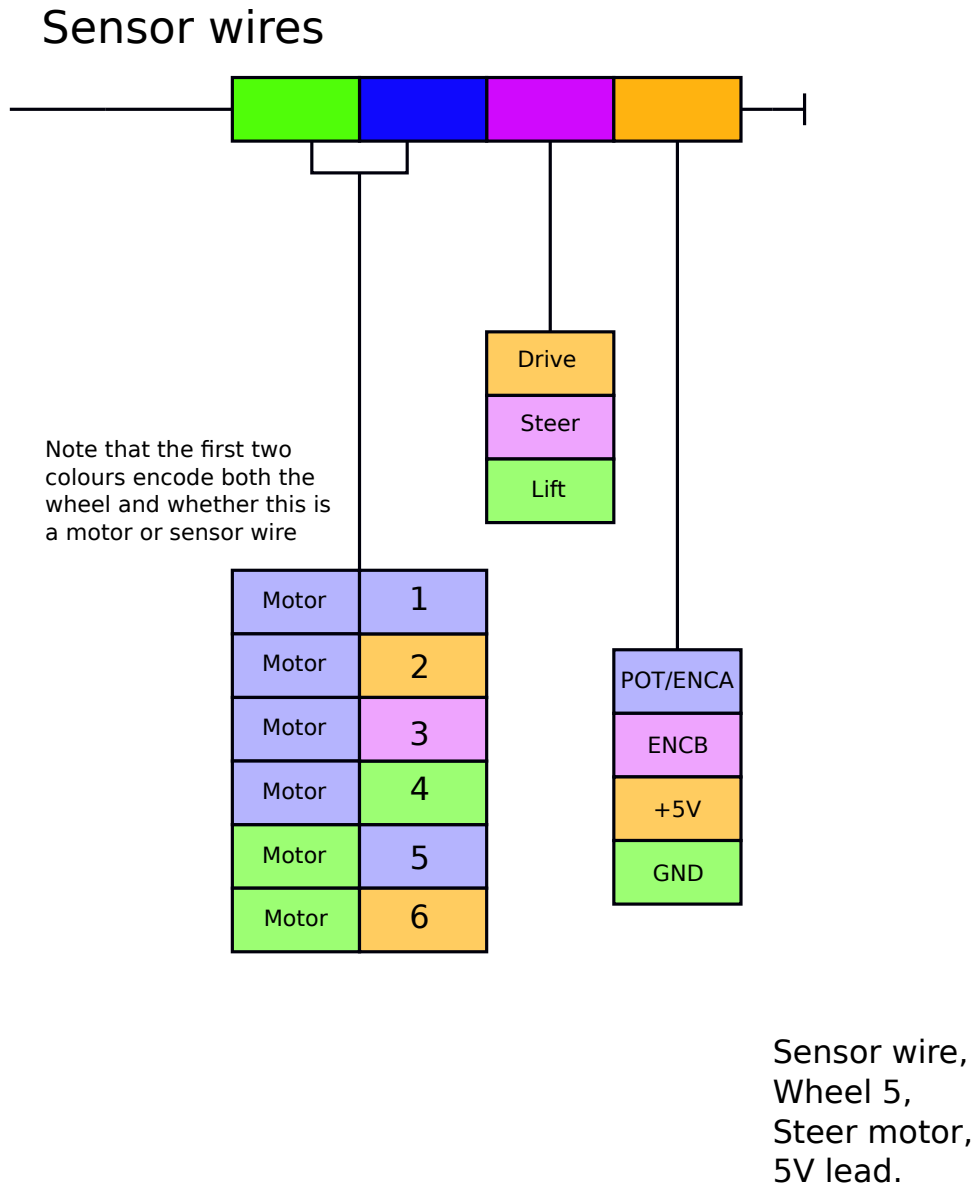 Sensor wires
Drive
Steer
Lift
Note that the first two
colours encode both the
wheel and whether this is
a motor or sensor wire
Motor 1
Motor 2
Motor 3
Motor 4
Motor 5
Motor 6
POT/ENCA
ENCB
+5V
GND
Sensor wire,
Wheel 5,
Steer motor,
5V lead.